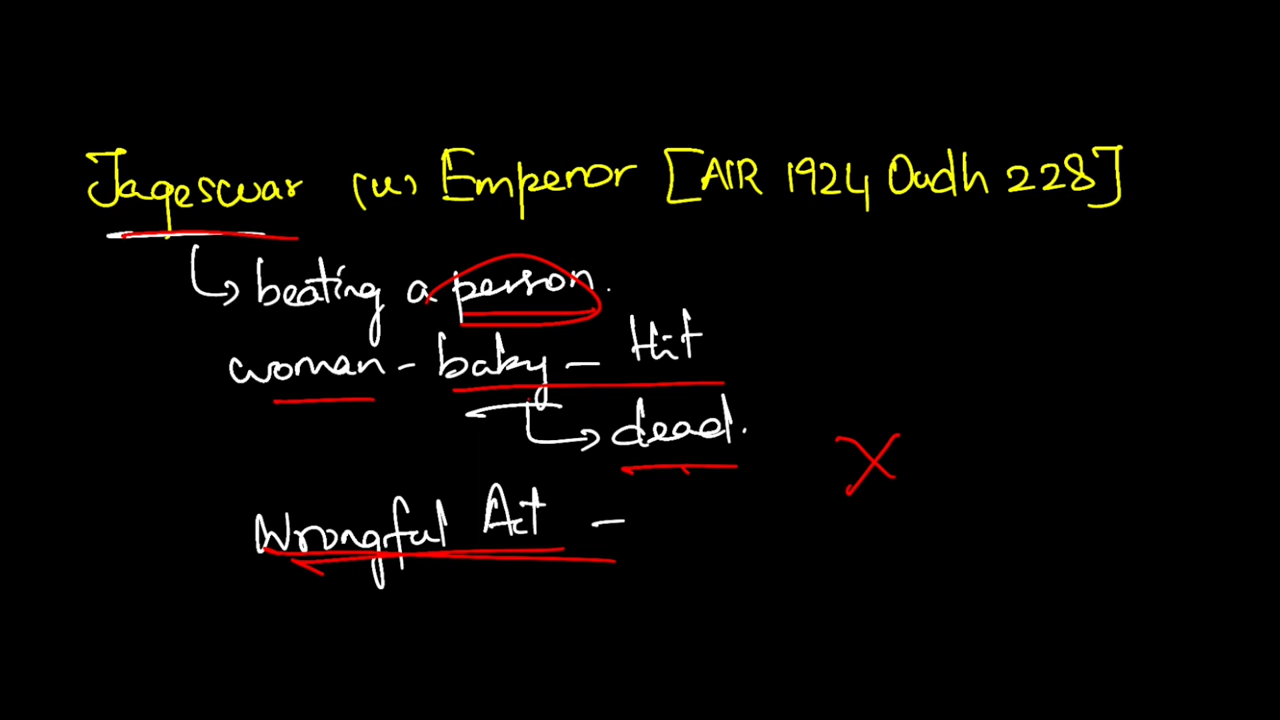 Jageswar (v) Emperor [AIR 1924 Oudh 228]
beating a person.
woman - baby - Hit
dead.
Wrongful Act -